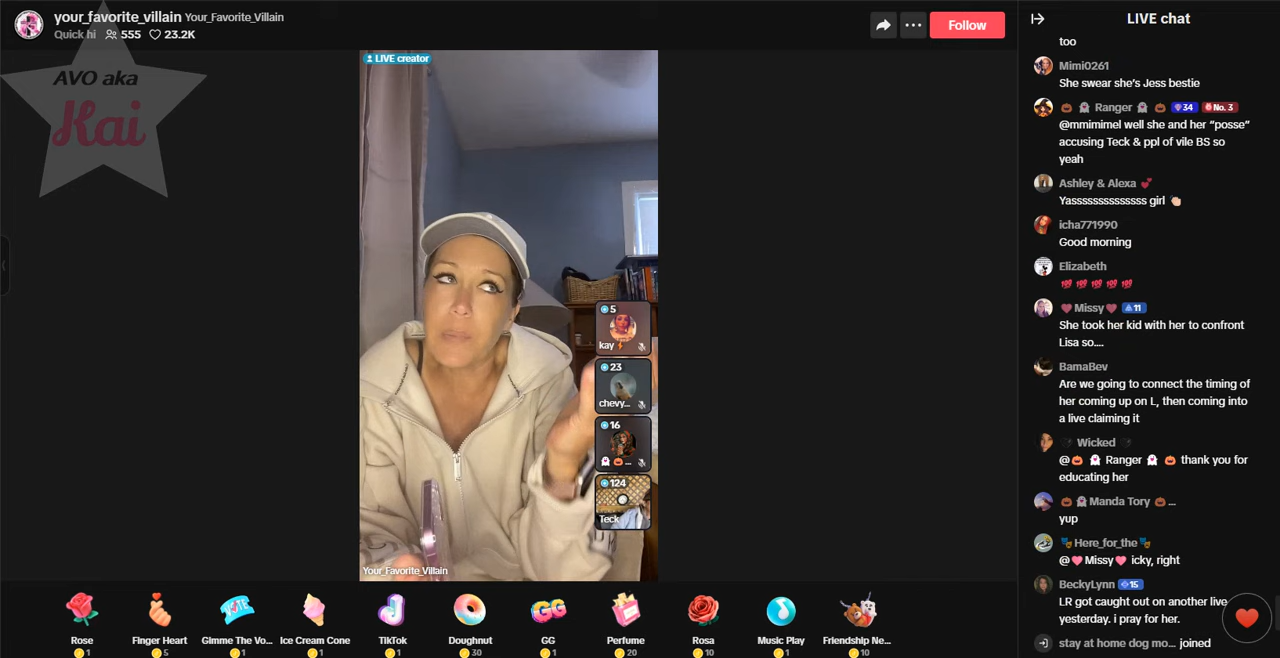 your_favorite_villain Your_Favorite_Villain
Quick hi 555 23.2K
Follow
AVO aka
Kai
LIVE creator
5
kay
23
chevy...
16
...
124
Teck
Your_Favorite_Villain
Rose
1
Finger Heart
5
Gimme The Vo...
1
Ice Cream Cone
1
TikTok
1
Doughnut
30
GG
GG
1
Perfume
20
Rosa
10
Music Play
1
Friendship Ne...
10
LIVE chat
too
Mimi0261
She swear she's Jess bestie
🎃 👻 Ranger 👻 🎃 34 No. 3
@mmimimel well she and her “posse”
accusing Teck & ppl of vile BS so
yeah
Ashley & Alexa 💕
Yasssssssssssssss girl 👏🏻
icha771990
Good morning
Elizabeth
💯 💯 💯 💯 💯
💗Missy💗 11
She took her kid with her to confront
Lisa so....
BamaBev
Are we going to connect the timing of
her coming up on L, then coming into
a live claiming it
🖤 Wicked 🖤
@🎃 👻 Ranger 👻 🎃 thank you for
educating her
🎃 👻Manda Tory 🎃...
yup
🎭Here_for_the🎭
@💗Missy💗 icky, right
BeckyLynn 15
LR got caught out on another live
yesterday. i pray for her.
stay at home dog mo... joined